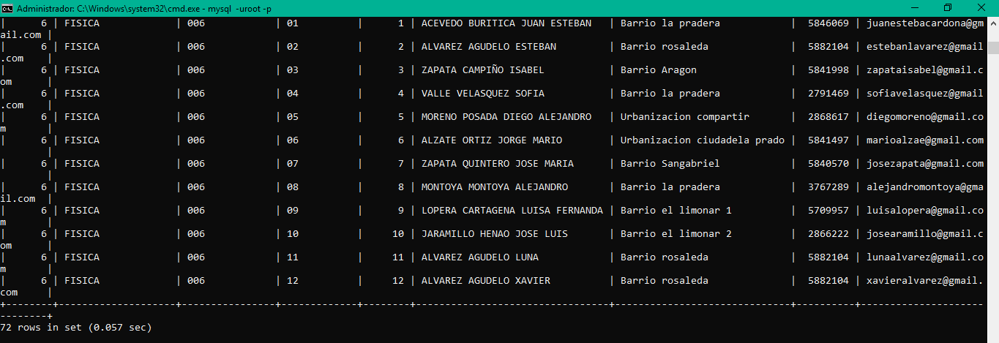 Administrador: C:\Windows\system32\cmd.exe - mysql -uroot -p
|      6 | FISICA             | 006            | 01          |      1 | ACEVEDO BURITICA JUAN ESTEBAN   | Barrio la pradera            |  5846069 | juanestebacardona@gm
ail.com |
|      6 | FISICA             | 006            | 02          |      2 | ALVAREZ AGUDELO ESTEBAN         | Barrio rosaleda              |  5882104 | estebanlavarez@gmail
.com    |
|      6 | FISICA             | 006            | 03          |      3 | ZAPATA CAMPIÑO ISABEL           | Barrio Aragon                |  5841998 | zapataisabel@gmail.c
om      |
|      6 | FISICA             | 006            | 04          |      4 | VALLE VELASQUEZ SOFIA           | Barrio la pradera            |  2791469 | sofiavelasquez@gmail
.com    |
|      6 | FISICA             | 006            | 05          |      5 | MORENO POSADA DIEGO ALEJANDRO   | Urbanizacion compartir       |  2868617 | diegomoreno@gmail.co
m       |
|      6 | FISICA             | 006            | 06          |      6 | ALZATE ORTIZ JORGE MARIO        | Urbanizacion ciudadela prado |  5841497 | marioalzae@gmail.com
        |
|      6 | FISICA             | 006            | 07          |      7 | ZAPATA QUINTERO JOSE MARIA      | Barrio Sangabriel            |  5840570 | josezapata@gmail.com
        |
|      6 | FISICA             | 006            | 08          |      8 | MONTOYA MONTOYA ALEJANDRO       | Barrio la pradera            |  3767289 | alejandromontoya@gma
il.com  |
|      6 | FISICA             | 006            | 09          |      9 | LOPERA CARTAGENA LUISA FERNANDA | Barrio el limonar 1          |  5709957 | luisalopera@gmail.co
m       |
|      6 | FISICA             | 006            | 10          |     10 | JARAMILLO HENAO JOSE LUIS       | Barrio el limonar 2          |  2866222 | josearamillo@gmail.c
om      |
|      6 | FISICA             | 006            | 11          |     11 | ALVAREZ AGUDELO LUNA            | Barrio rosaleda              |  5882104 | lunaalvarez@gmail.co
m       |
|      6 | FISICA             | 006            | 12          |     12 | ALVAREZ AGUDELO XAVIER          | Barrio rosaleda              |  5882104 | xavieralvarez@gmail.
com     |
+--------+--------------------+----------------+-------------+--------+---------------------------------+------------------------------+----------+---------------------
--------+
72 rows in set (0.057 sec)